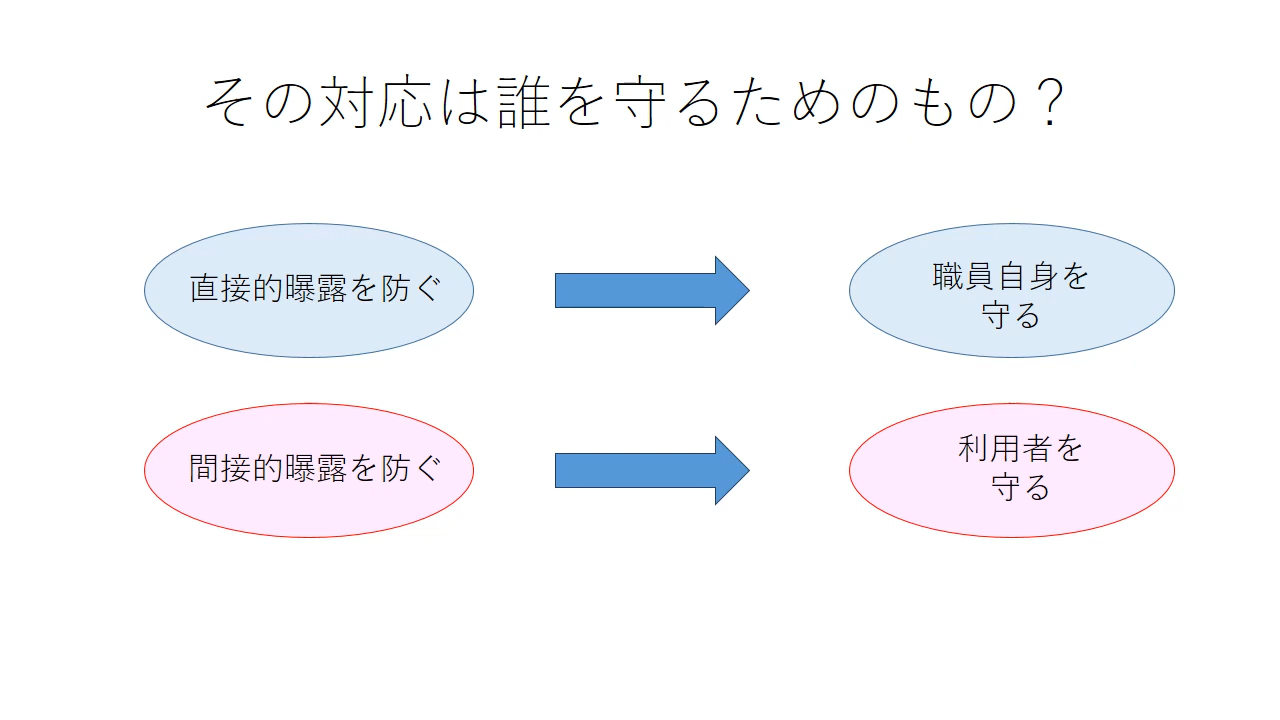 その対応は誰を守るためのもの？
直接的曝露を防ぐ
職員自身を
守る
間接的曝露を防ぐ
利用者を
守る